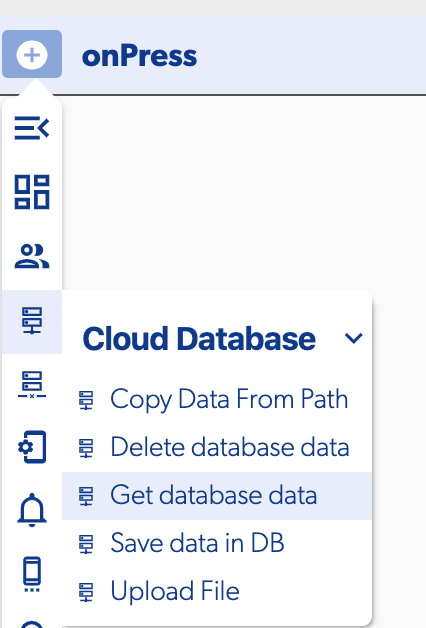 onPress
Cloud Database
Copy Data From Path
Delete database data
Get database data
Save data in DB
Upload File